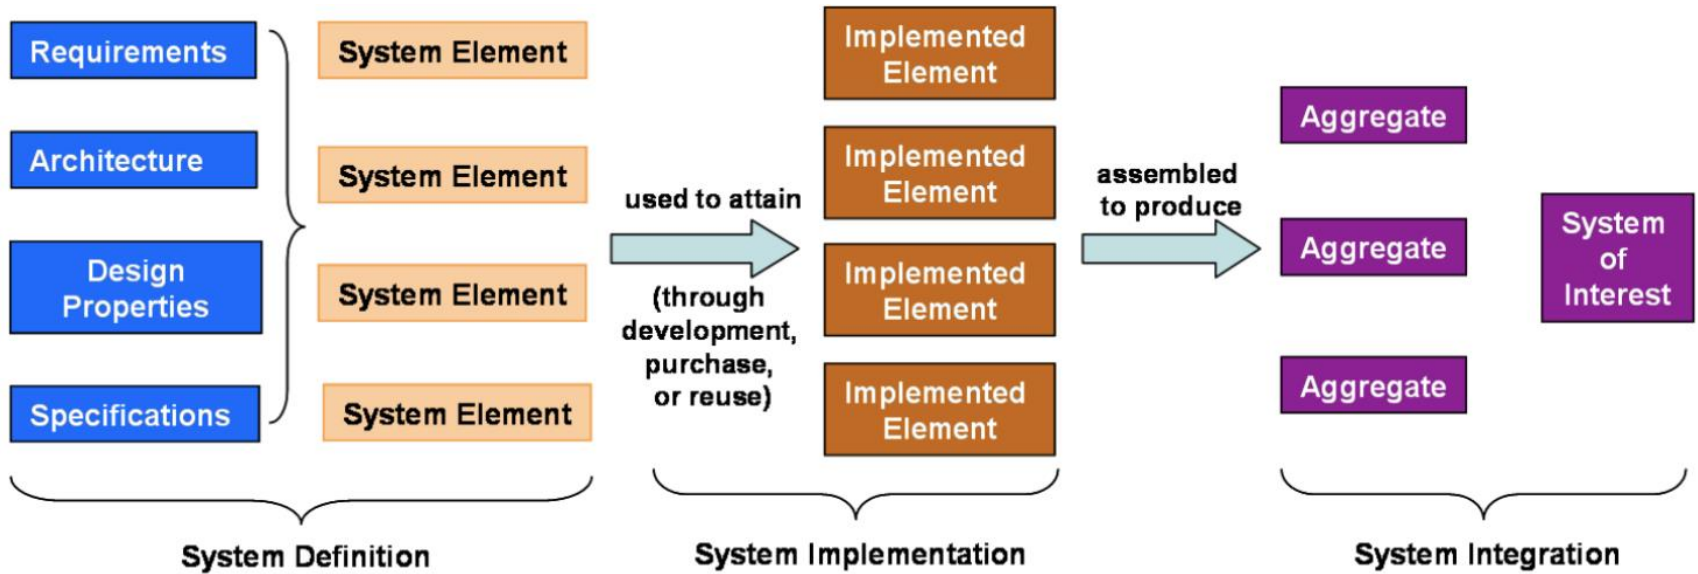 Requirements
Architecture
Design
Properties
Specifications
System Element
System Element
System Element
System Element
System Definition
used to attain
(through
development,
purchase,
or reuse)
Implemented
Element
Implemented
Element
Implemented
Element
Implemented
Element
System Implementation
assembled
to produce
Aggregate
Aggregate
Aggregate
System
of
Interest
System Integration